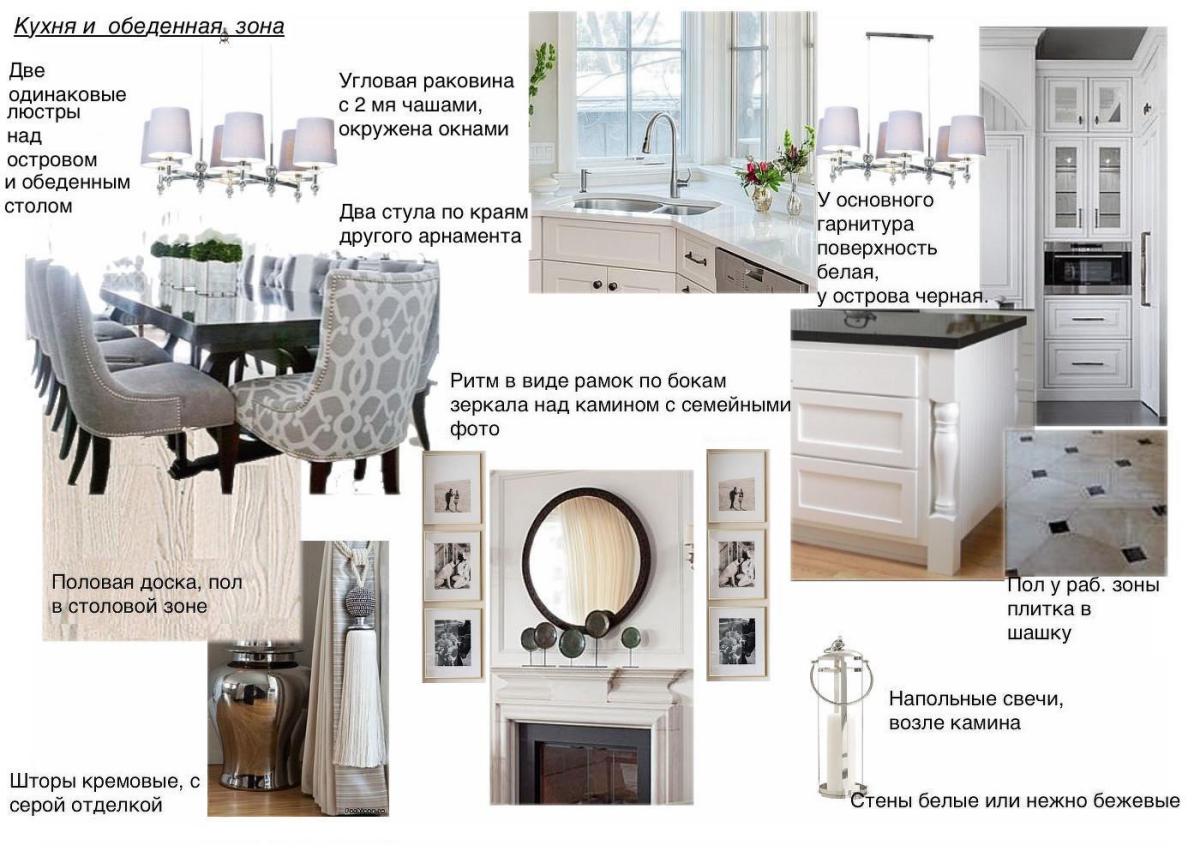 Кухня и обеденная зона
Две
одинаковые
люстры
над
островом
и обеденным
столом
Угловая раковина
с 2 мя чашами,
окружена окнами
Два стула по краям
другого арнамента
У основного
гарнитура
поверхность
белая,
у острова черная.
Ритм в виде рамок по бокам
зеркала над камином с семейными
фото
Половая доска, пол
в столовой зоне
Пол у раб. зоны
плитка в
шашку
Напольные свечи,
возле камина
Шторы кремовые, с
серой отделкой
Стены белые или нежно бежевые